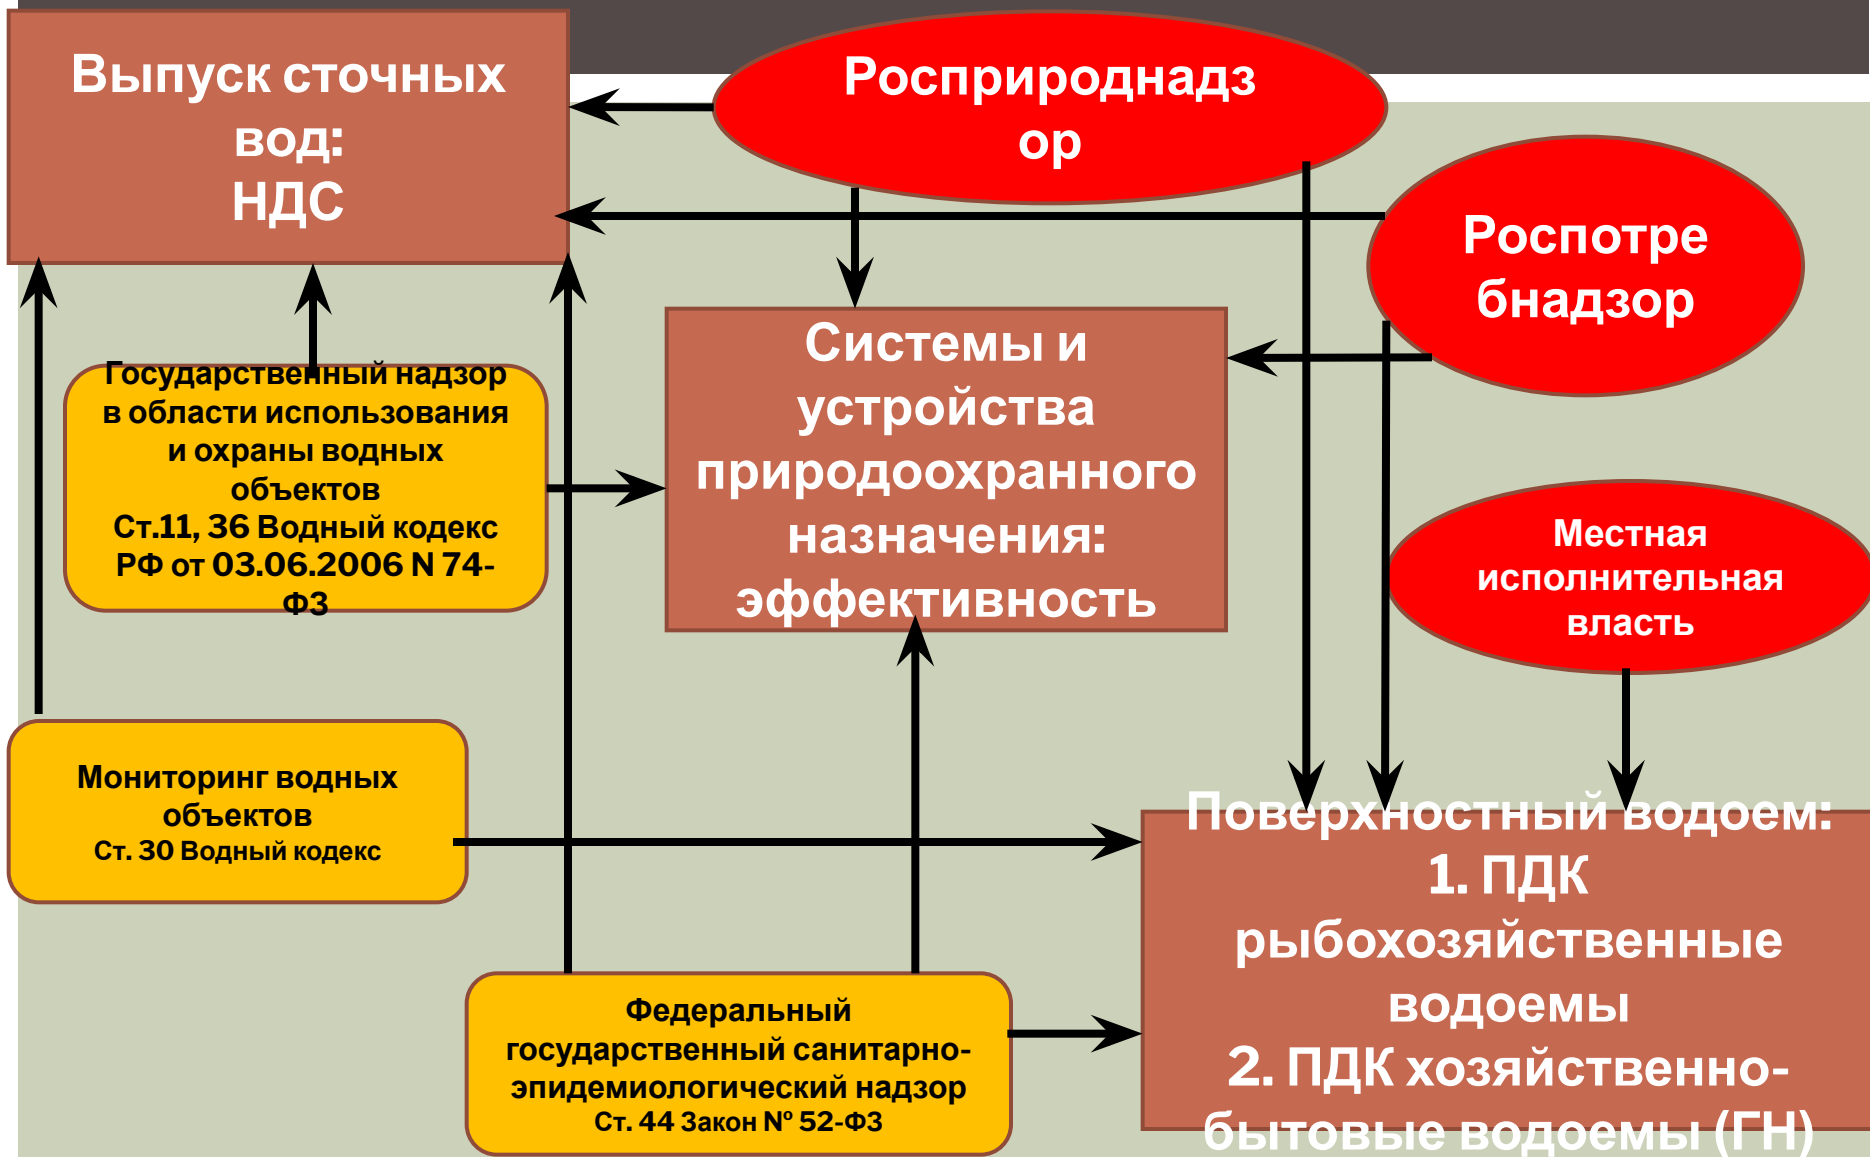 Выпуск сточных
вод:
НДС
Росприроднадз
ор
Роспотре
бнадзор
Государственный надзор
в области использования
и охраны водных
объектов
Ст.11, 36 Водный кодекс
РФ от 03.06.2006 N 74-
ФЗ
Системы и
устройства
природоохранного
назначения:
эффективность
Местная
исполнительная
власть
Мониторинг водных
объектов
Ст. 30 Водный кодекс
Поверхностный водоем:
1. ПДК
рыбохозяйственные
водоемы
2. ПДК хозяйственно-
бытовые водоемы (ГН)
Федеральный
государственный санитарно-
эпидемиологический надзор
Ст. 44 Закон № 52-ФЗ